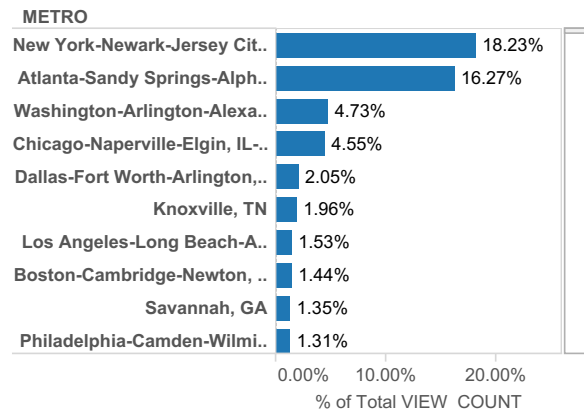 METRO
New York-Newark-Jersey Cit.. 18.23%
Atlanta-Sandy Springs-Alph.. 16.27%
Washington-Arlington-Alexa.. 4.73%
Chicago-Naperville-Elgin, IL-.. 4.55%
Dallas-Fort Worth-Arlington,.. 2.05%
Knoxville, TN 1.96%
Los Angeles-Long Beach-A.. 1.53%
Boston-Cambridge-Newton, .. 1.44%
Savannah, GA 1.35%
Philadelphia-Camden-Wilmi.. 1.31%
0.00% 10.00% 20.00%
% of Total VIEW_COUNT